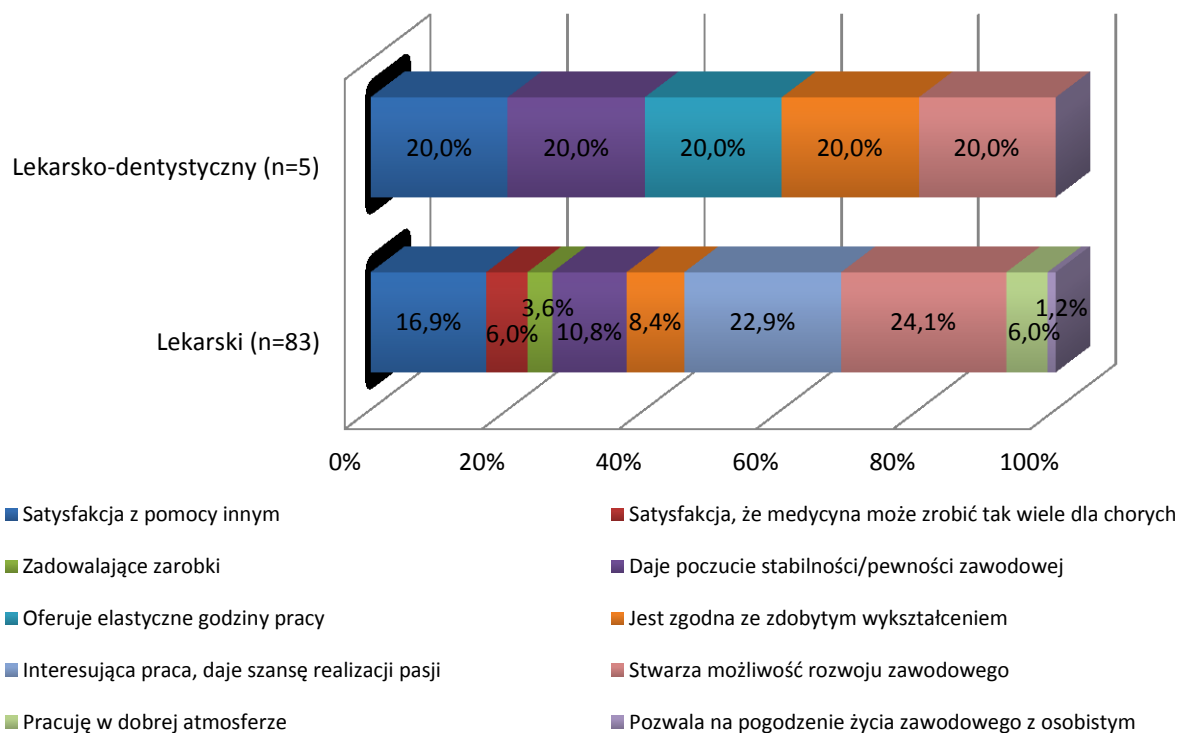 Lekarsko-dentystyczny (n=5)
20,0% 20,0% 20,0% 20,0% 20,0%
Lekarski (n=83)
16,9% 6,0% 3,6% 10,8% 8,4% 22,9% 24,1% 6,0% 1,2%
0% 20% 40% 60% 80% 100%
Satysfakcja z pomocy innym
Satysfakcja, że medycyna może zrobić tak wiele dla chorych
Zadowalające zarobki
Daje poczucie stabilności/pewności zawodowej
Oferuje elastyczne godziny pracy
Jest zgodna ze zdobytym wykształceniem
Interesująca praca, daje szansę realizacji pasji
Stwarza możliwość rozwoju zawodowego
Pracuję w dobrej atmosferze
Pozwala na pogodzenie życia zawodowego z osobistym